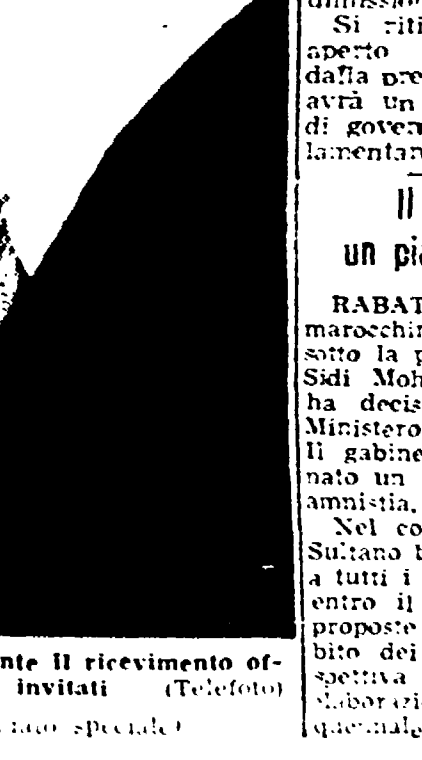 nte il ricevimento of-
invitati (Telefoto)
speciale)
Si riti
aperto
dalla pre
avrà un
di gover
lamentar
Il
un pia
RABAT
marocchin
sotto la p
Sidi Moh
ha decis
Ministero
Il gabine
nato un
amnistia.
Nel co
Sultano b
a tutti i
entro il
proposte
bito dei
spettiva
elaborazi